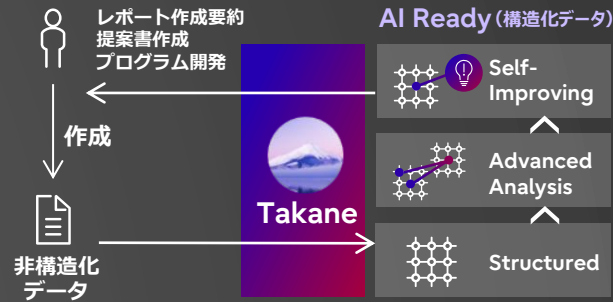 レポート作成要約
提案書作成
プログラム開発
作成
非構造化
データ
Takane
AI Ready(構造化データ)
Self-
Improving
Advanced
Analysis
Structured